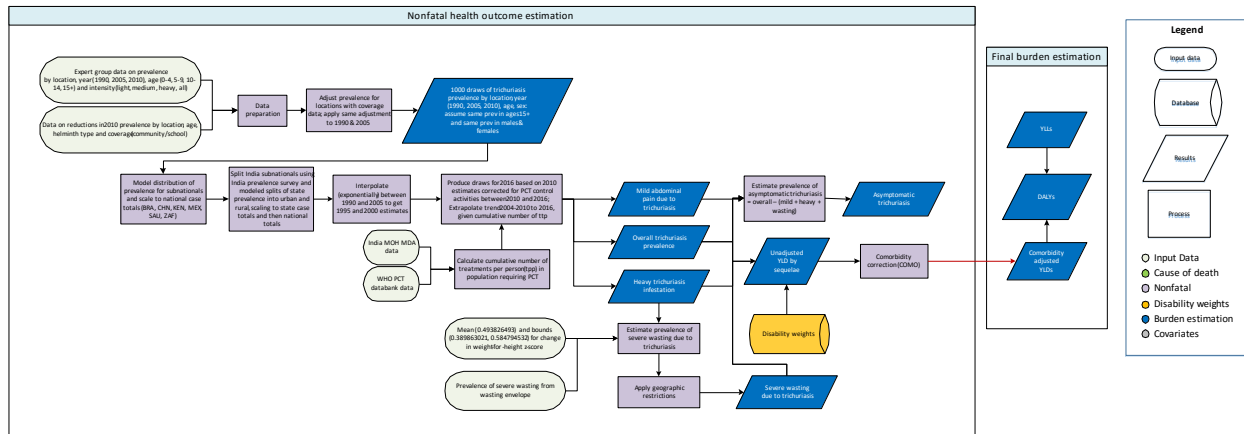 Nonfatal health outcome estimation
Expert group data on prevalence
by location, year(1990, 2005, 2010), age (0-4, 5-9, 10-
14, 15+) and intensity(light, medium, heavy, all)
Data on reductions in2010 prevalence by location, age,
helminth type and coverage(community/school)
Data
preparation
Adjust prevalence for
locations with coverage
data; apply same adjustment
to 1990 & 2005
1000 draws of trichuriasis
prevalence by location, year
(1990, 2005, 2010), age, sex:
assume same prev in ages15+
and same prev in males&
females
Model distribution of
prevalence for subnationals
and scale to national case
totals (BRA, CHN, KEN, MEX,
SAU, ZAF)
Split India subnationals using
India prevalence survey and
modeled splits of state
prevalence into urban and
rural, scaling to state case
totals and then national
totals
Interpolate
(exponentially) between
1990 and 2005 to get
1995 and 2000 estimates
Produce draws for2016 based on 2010
estimates corrected for PCT control
activities between2010 and 2016;
Extrapolate trend2004-2010 to 2016,
given cumulative number of ttp
India MOH MDA
data
WHO PCT
databank data
Calculate cumulative number of
treatments per person(tpp) in
population requiring PCT
Mild abdominal
pain due to
trichuriasis
Overall trichuriasis
prevalence
Heavy trichuriasis
infestation
Estimate prevalence of
asymptomatic trichuriasis
= overall – (mild + heavy +
wasting)
Asymptomatic
trichuriasis
Unadjusted
YLD by
sequelae
Comorbidity
correction(COMO)
Disability weights
Mean (0.493826493) and bounds
(0.389863021, 0.584794532) for change
in weight-for-height z-score
Prevalence of severe wasting from
wasting envelope
Estimate prevalence of
severe wasting due to
trichuriasis
Apply geographic
restrictions
Severe wasting
due to trichuriasis
Final burden estimation
YLLs
DALYs
Comorbidity
adjusted
YLDs
Legend
Input data
Database
Results
Process
Input Data
Cause of death
Nonfatal
Disability weights
Burden estimation
Covariates